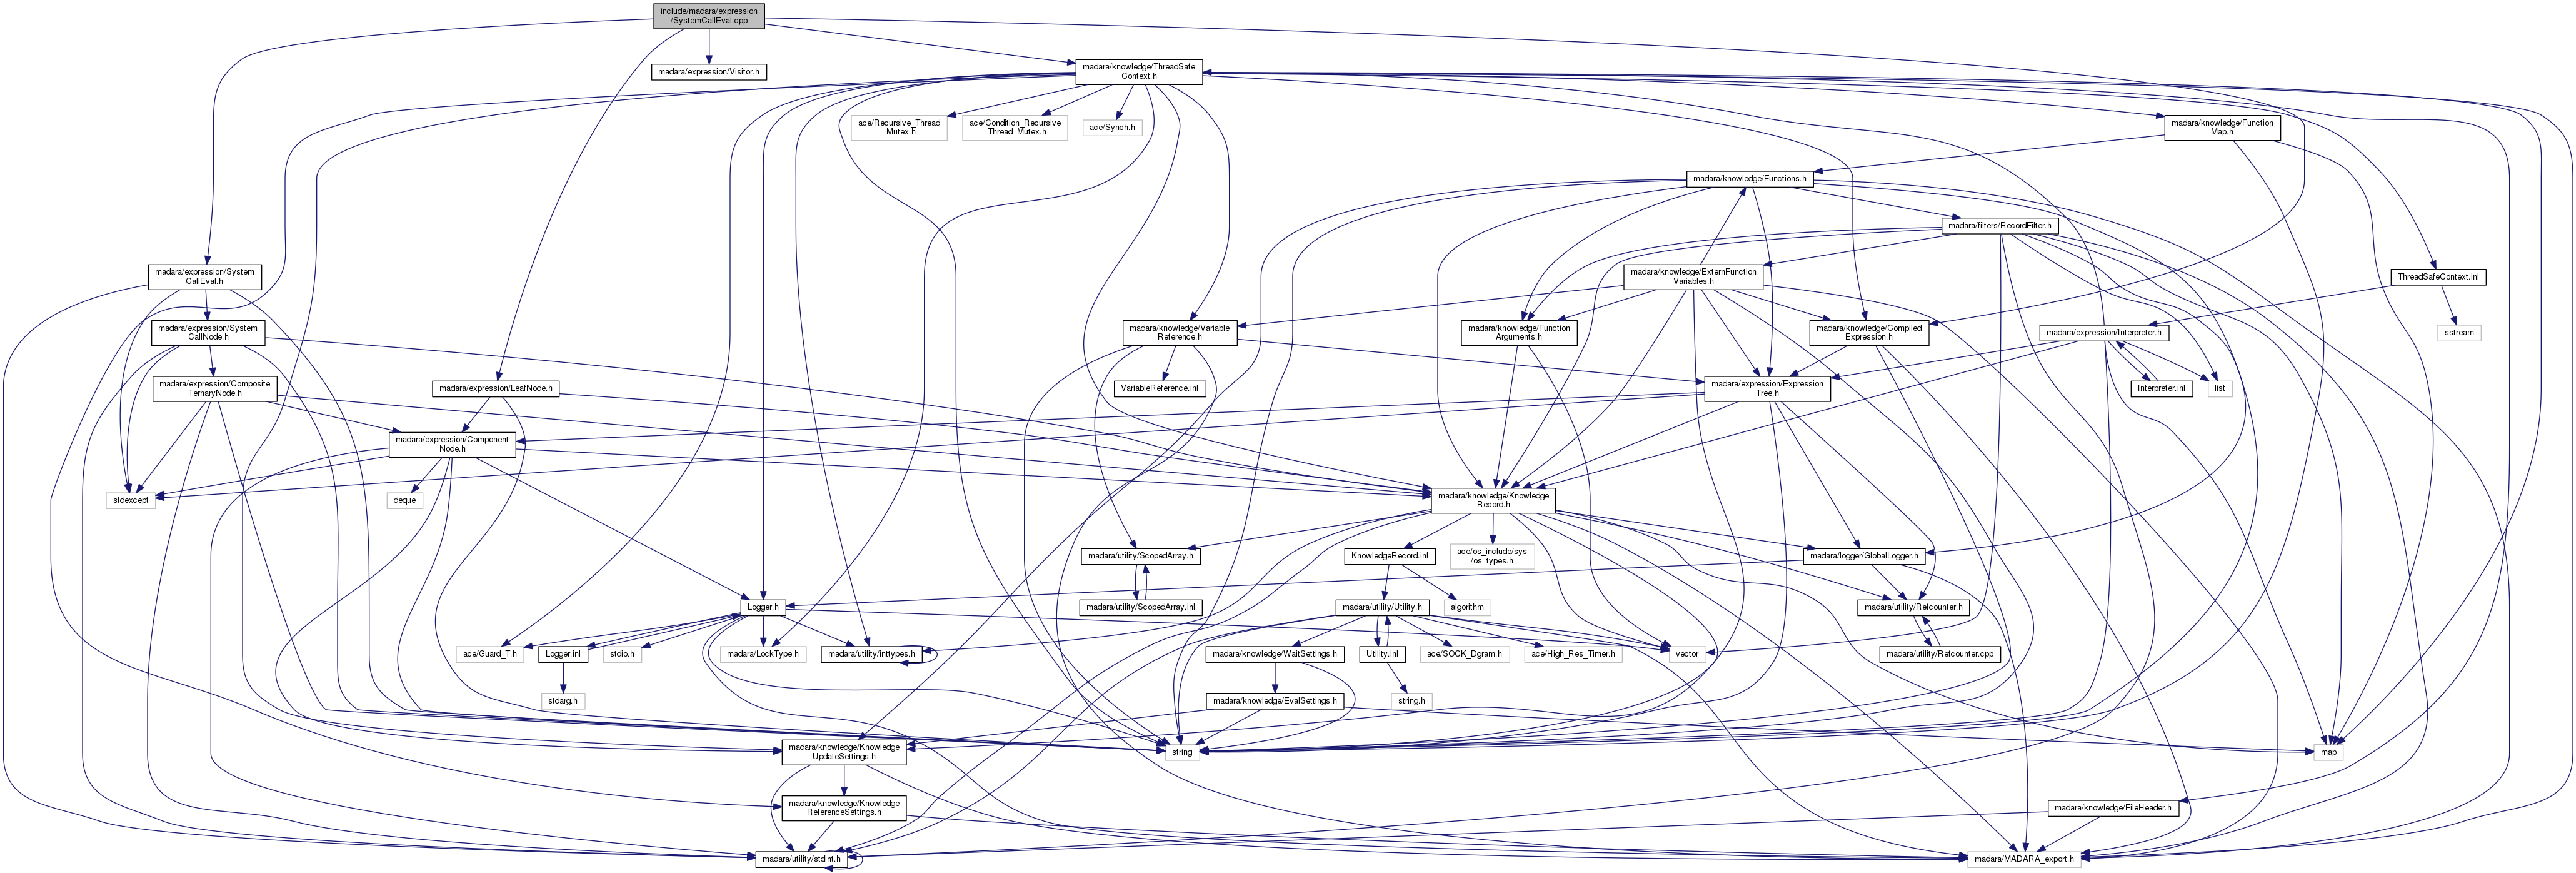 include/madara/expression
/SystemCallEval.cpp
madara/expression/Visitor.h
madara/knowledge/ThreadSafe
Context.h
ace/Recursive_Thread
_Mutex.h
ace/Condition_Recursive
_Thread_Mutex.h
ace/Synch.h
madara/knowledge/Function
Map.h
madara/knowledge/Functions.h
madara/filters/RecordFilter.h
madara/expression/System
CallEval.h
madara/knowledge/ExternFunction
Variables.h
ThreadSafeContext.inl
madara/expression/System
CallNode.h
madara/knowledge/Variable
Reference.h
madara/knowledge/Function
Arguments.h
madara/knowledge/Compiled
Expression.h
madara/expression/Interpreter.h
sstream
madara/expression/Composite
TernaryNode.h
madara/expression/LeafNode.h
VariableReference.inl
madara/expression/Expression
Tree.h
Interpreter.inl
list
madara/expression/Component
Node.h
stdexcept
deque
madara/knowledge/Knowledge
Record.h
madara/utility/ScopedArray.h
KnowledgeRecord.inl
ace/os_include/sys
/os_types.h
madara/logger/GlobalLogger.h
Logger.h
madara/utility/ScopedArray.inl
madara/utility/Utility.h
algorithm
madara/utility/Refcounter.h
ace/Guard_T.h
Logger.inl
stdio.h
madara/LockType.h
madara/utility/inttypes.h
madara/knowledge/WaitSettings.h
Utility.inl
ace/SOCK_Dgram.h
ace/High_Res_Timer.h
vector
madara/utility/Refcounter.cpp
stdarg.h
madara/knowledge/EvalSettings.h
string.h
madara/knowledge/Knowledge
UpdateSettings.h
string
map
madara/knowledge/Knowledge
ReferenceSettings.h
madara/knowledge/FileHeader.h
madara/utility/stdint.h
madara/MADARA_export.h